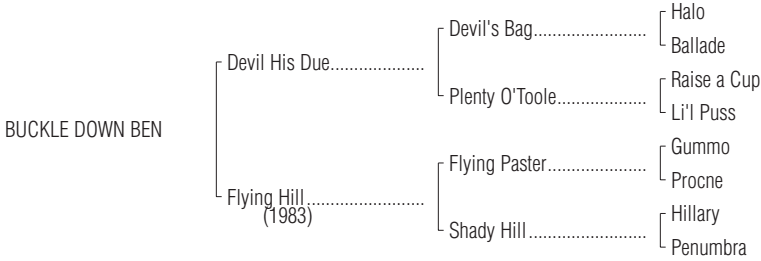 Halo
Devil's Bag........................
Ballade
Devil His Due....................
Raise a Cup
Plenty O'Toole...................
Li'l Puss
BUCKLE DOWN BEN
Gummo
Flying Paster.....................
Procne
Flying Hill.........................
(1983)
Hillary
Shady Hill.........................
Penumbra